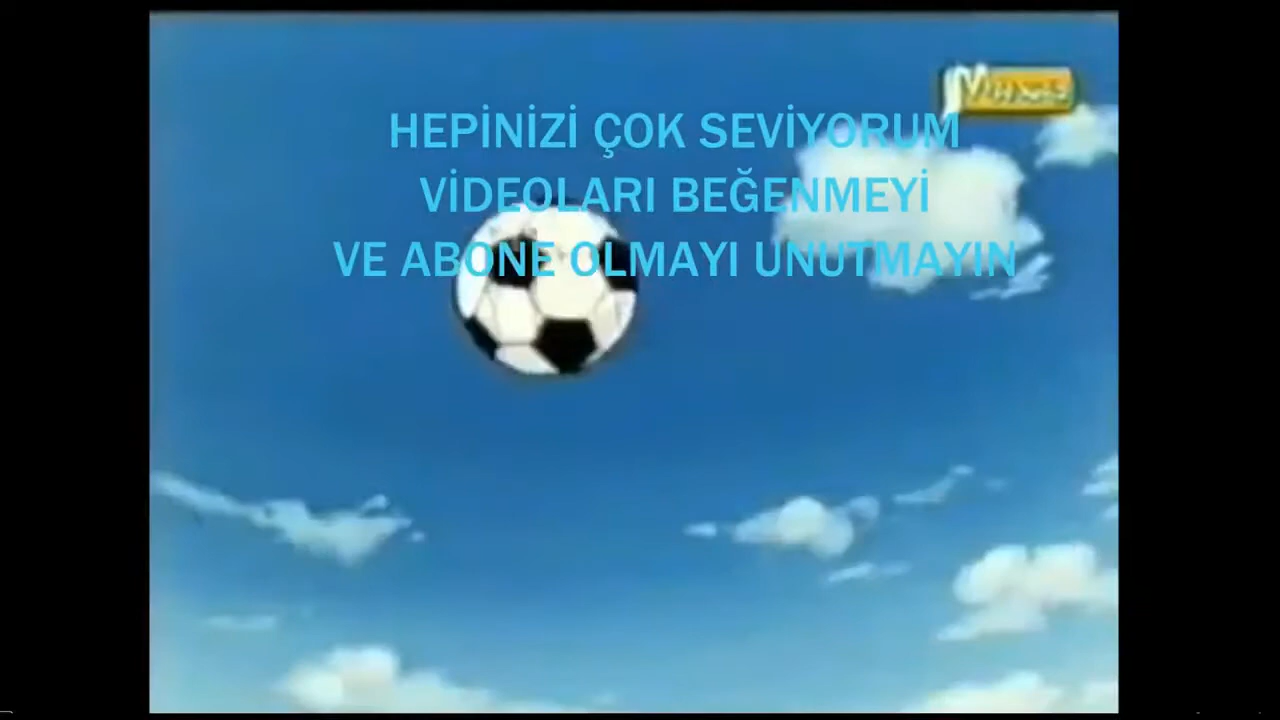 HEPİNİZİ ÇOK SEVİYORUM
VİDEOLARI BEĞENMEYİ
VE ABONE OLMAYI UNUTMAYIN